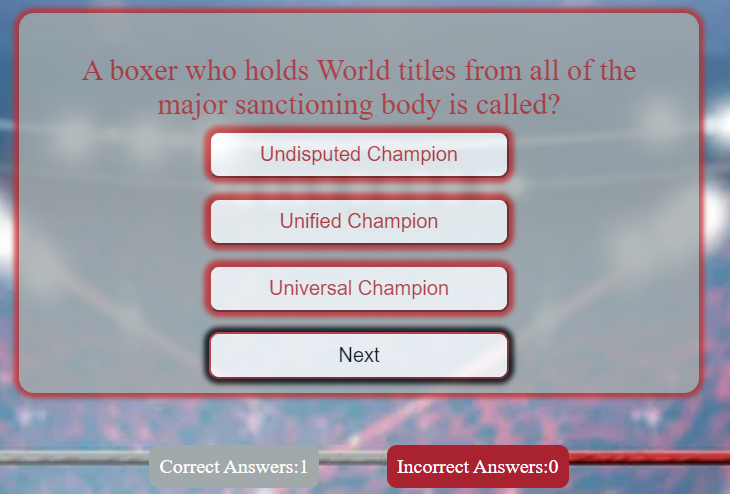 A boxer who holds World titles from all of the
major sanctioning body is called?
Undisputed Champion
Unified Champion
Universal Champion
Next
Correct Answers:1
Incorrect Answers:0